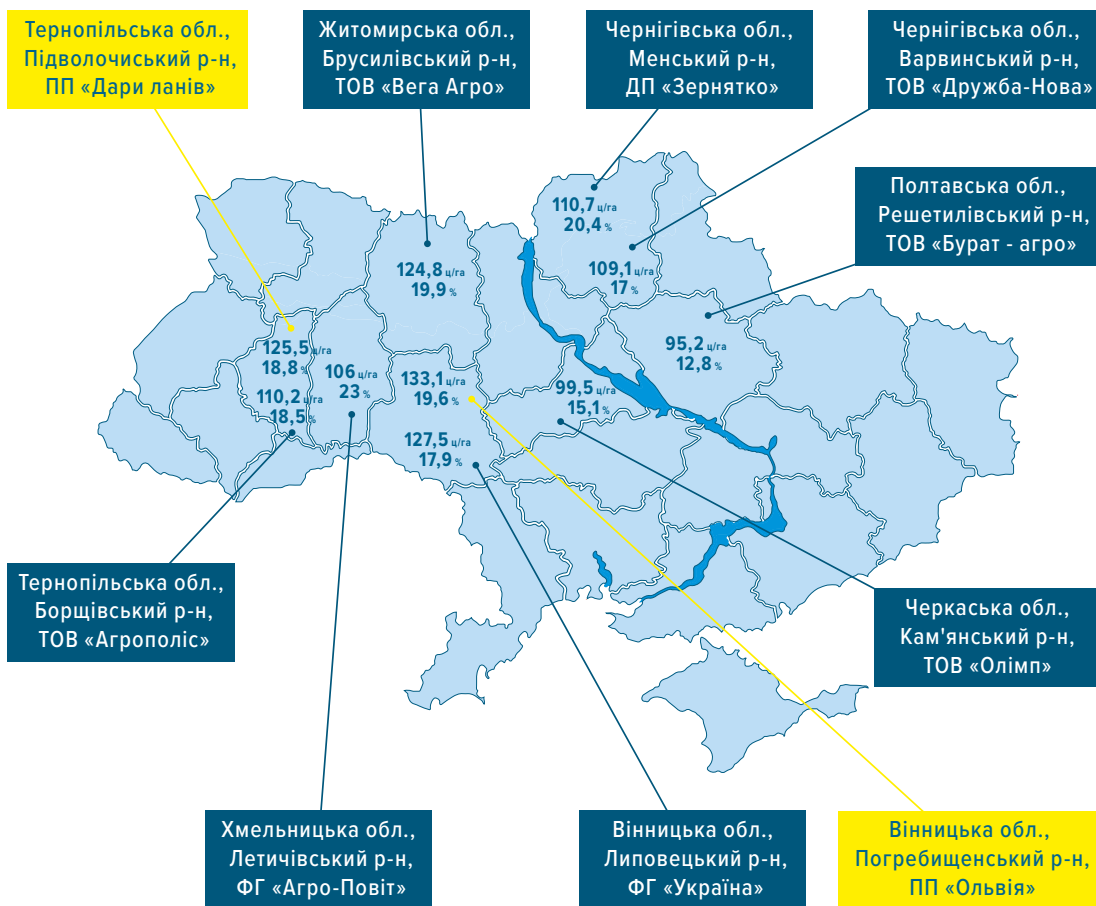 Тернопільська обл.,
Підволочиський р-н,
ПП «Дари ланів»
Житомирська обл.,
Брусилівський р-н,
ТОВ «Вега Агро»
Чернігівська обл.,
Менський р-н,
ДП «Зернятко»
Чернігівська обл.,
Варвинський р-н,
ТОВ «Дружба-Нова»
Полтавська обл.,
Решетилівський р-н,
ТОВ «Бурат - агро»
110,7 ц/га
20,4 %
109,1 ц/га
17 %
124,8 ц/га
19,9 %
95,2 ц/га
12,8 %
125,5 ц/га
18,8 %
110,2 ц/га
18,5 %
106 ц/га
23 %
133,1 ц/га
19,6 %
99,5 ц/га
15,1 %
127,5 ц/га
17,9 %
Тернопільська обл.,
Борщівський р-н,
ТОВ «Агрополіс»
Черкаська обл.,
Кам'янський р-н,
ТОВ «Олімп»
Хмельницька обл.,
Летичівський р-н,
ФГ «Агро-Повіт»
Вінницька обл.,
Липовецький р-н,
ФГ «Україна»
Вінницька обл.,
Погребищенський р-н,
ПП «Ольвія»